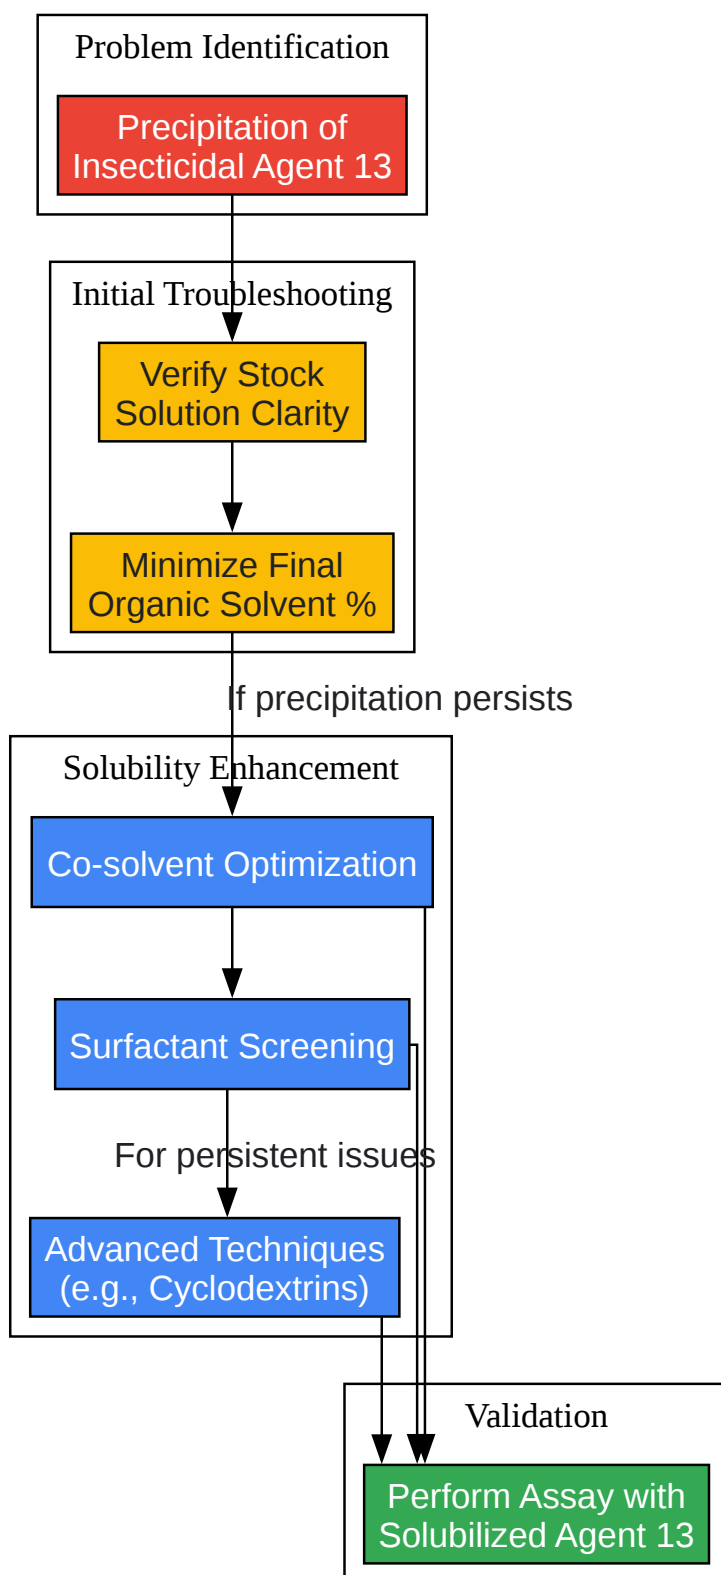 Problem Identification
Precipitation of
Insecticidal Agent 13
Initial Troubleshooting
Verify Stock
Solution Clarity
Minimize Final
Organic Solvent %
If precipitation persists
Solubility Enhancement
Co-solvent Optimization
Surfactant Screening
For persistent issues
Advanced Techniques
(e.g., Cyclodextrins)
Validation
Perform Assay with
Solubilized Agent 13